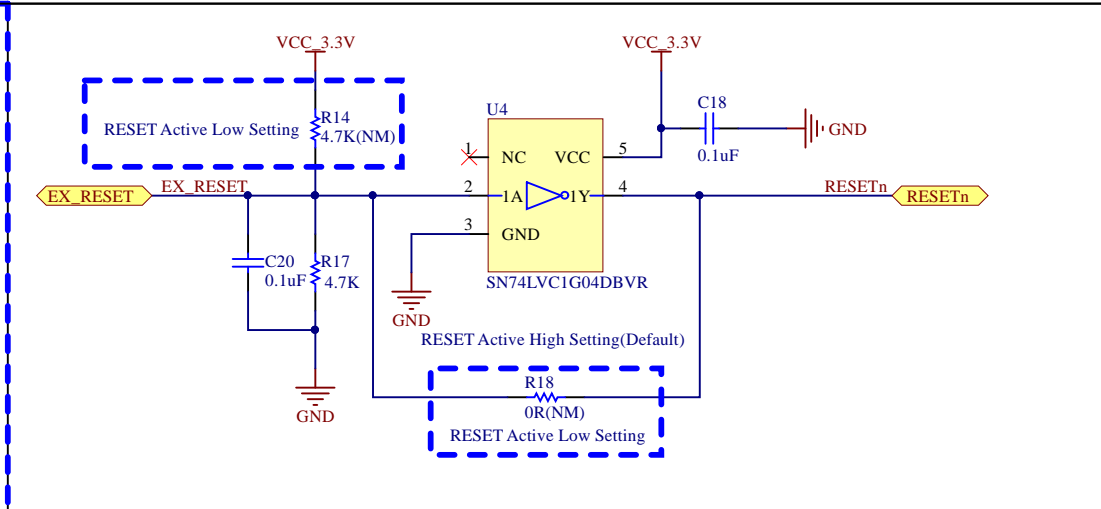 VCC_3.3V
VCC_3.3V
RESET Active Low Setting
R14
4.7K(NM)
U4
C18
0.1uF
GND
1
NC
VCC
5
EX_RESET
EX_RESET
2
1A
1Y
4
RESETn
RESETn
3
GND
C20
0.1uF
R17
4.7K
SN74LVC1G04DBVR
GND
RESET Active High Setting(Default)
GND
R18
0R(NM)
RESET Active Low Setting